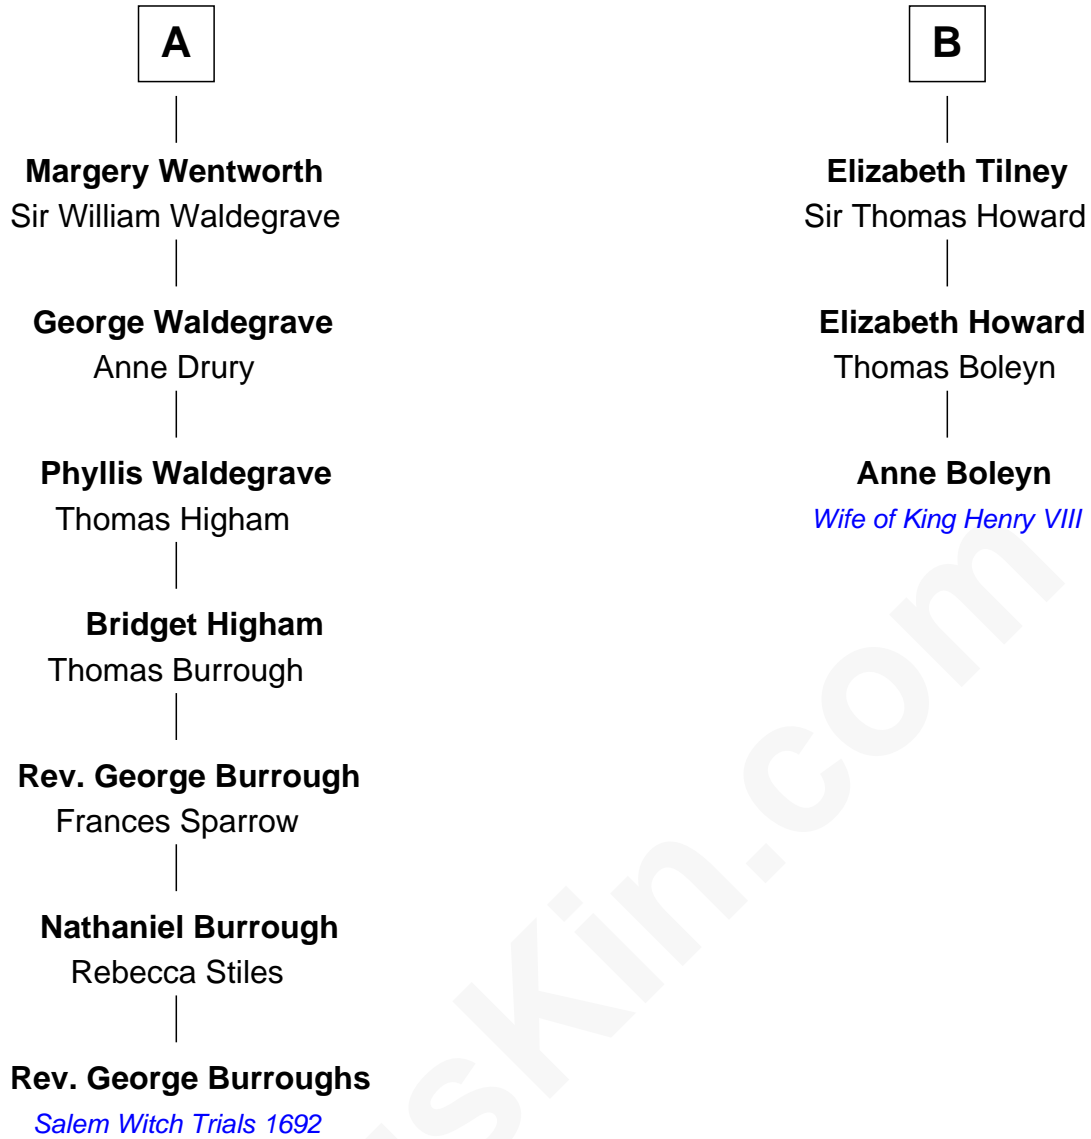 A
Margery Wentworth
Sir William Waldegrave
George Waldegrave
Anne Drury
Phyllis Waldegrave
Thomas Higham
Bridget Higham
Thomas Burrough
Rev. George Burrough
Frances Sparrow
Nathaniel Burrough
Rebecca Stiles
Rev. George Burroughs
Salem Witch Trials 1692
B
Elizabeth Tilney
Sir Thomas Howard
Elizabeth Howard
Thomas Boleyn
Anne Boleyn
Wife of King Henry VIII
sKin.com